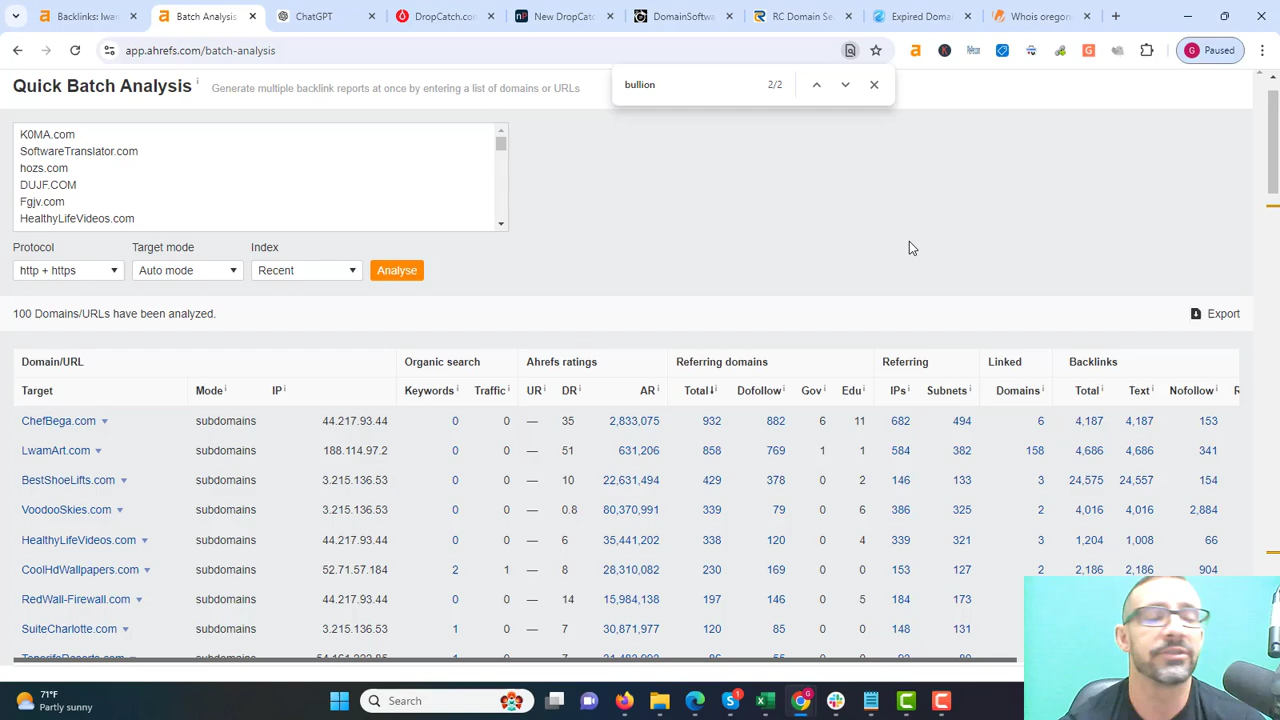 Backlinks: lwa
Batch Analysis
ChatGPT
DropCatch.com
New DropCatc
DomainSoftwa
RC Domain Se
Expired Doma
Whois oregon
app.ahrefs.com/batch-analysis
G Paused
Quick Batch Analysis i
Generate multiple backlink reports at once by entering a list of domains or URLs
bullion 2/2
K0MA.com
SoftwareTranslator.com
hozs.com
DUJF.COM
Fgjv.com
HealthyLifeVideos.com
Protocol Target mode Index
http + https Auto mode Recent Analyse
100 Domains/URLs have been analyzed. Export
Domain/URL Organic search Ahrefs ratings Referring domains Referring Linked Backlinks
Target Mode IP Keywords Traffic UR DR AR Total Dofollow Gov Edu IPs Subnets Domains Total Text Nofollow R
ChefBega.com subdomains 44.217.93.44 0 0 — 35 2,833,075 932 882 6 11 682 494 6 4,187 4,187 153
LwamArt.com subdomains 188.114.97.2 0 0 — 51 631,206 858 769 1 1 584 382 158 4,686 4,686 341
BestShoeLifts.com subdomains 3.215.136.53 0 0 — 10 22,631,494 429 378 0 2 146 133 3 24,575 24,557 154
VoodooSkies.com subdomains 3.215.136.53 0 0 — 0.8 80,370,991 339 79 0 6 386 325 2 4,016 4,016 2,884
HealthyLifeVideos.com subdomains 44.217.93.44 0 0 — 6 35,441,202 338 120 0 4 339 321 3 1,204 1,008 66
CoolHdWallpapers.com subdomains 52.71.57.184 2 1 — 8 28,310,082 230 169 0 0 153 127 2 2,186 2,186 904
RedWall-Firewall.com subdomains 44.217.93.44 0 0 — 14 15,984,138 197 146 0 5 184 173
SuiteCharlotte.com subdomains 3.215.136.53 1 0 — 7 30,871,977 120 85 0 0 148 131
71°F
Partly sunny
Search